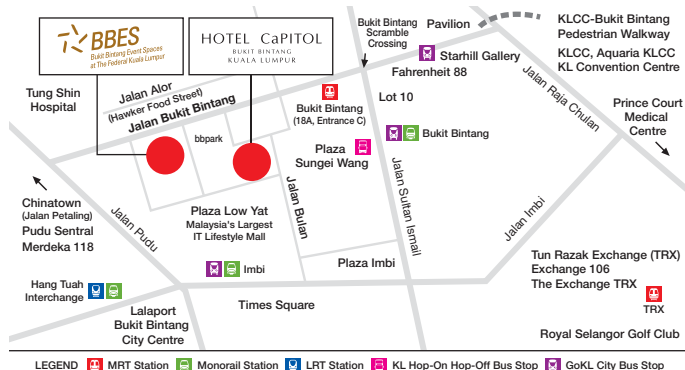 BBES
Bukit Bintang Event Spaces
at The Federal Kuala Lumpur
HOTEL CAPITOL
BUKIT BINTANG
KUALA LUMPUR
Bukit Bintang
Scramble
Crossing
Pavilion
KLCC-Bukit Bintang
Pedestrian Walkway
KLCC, Aquaria KLCC
KL Convention Centre
Starhill Gallery
Fahrenheit 88
Tung Shin
Hospital
Jalan Alor
(Hawker Food Street)
Jalan Bukit Bintang
Bukit Bintang
(18A, Entrance C)
Lot 10
Jalan Raja Chulan
Prince Court
Medical
Centre
bbpark
Bukit Bintang
Plaza
Sungei Wang
Chinatown
(Jalan Petaling)
Pudu Sentral
Merdeka 118
Jalan Pudu
Plaza Low Yat
Malaysia's Largest
IT Lifestyle Mall
Jalan Bulan
Jalan Sultan Ismail
Jalan Imbi
Plaza Imbi
Imbi
Tun Razak Exchange (TRX)
Exchange 106
The Exchange TRX
TRX
Hang Tuah
Interchange
Times Square
Lalaport
Bukit Bintang
City Centre
Royal Selangor Golf Club
LEGEND MRT Station Monorail Station LRT Station KL Hop-On Hop-Off Bus Stop GoKL City Bus Stop